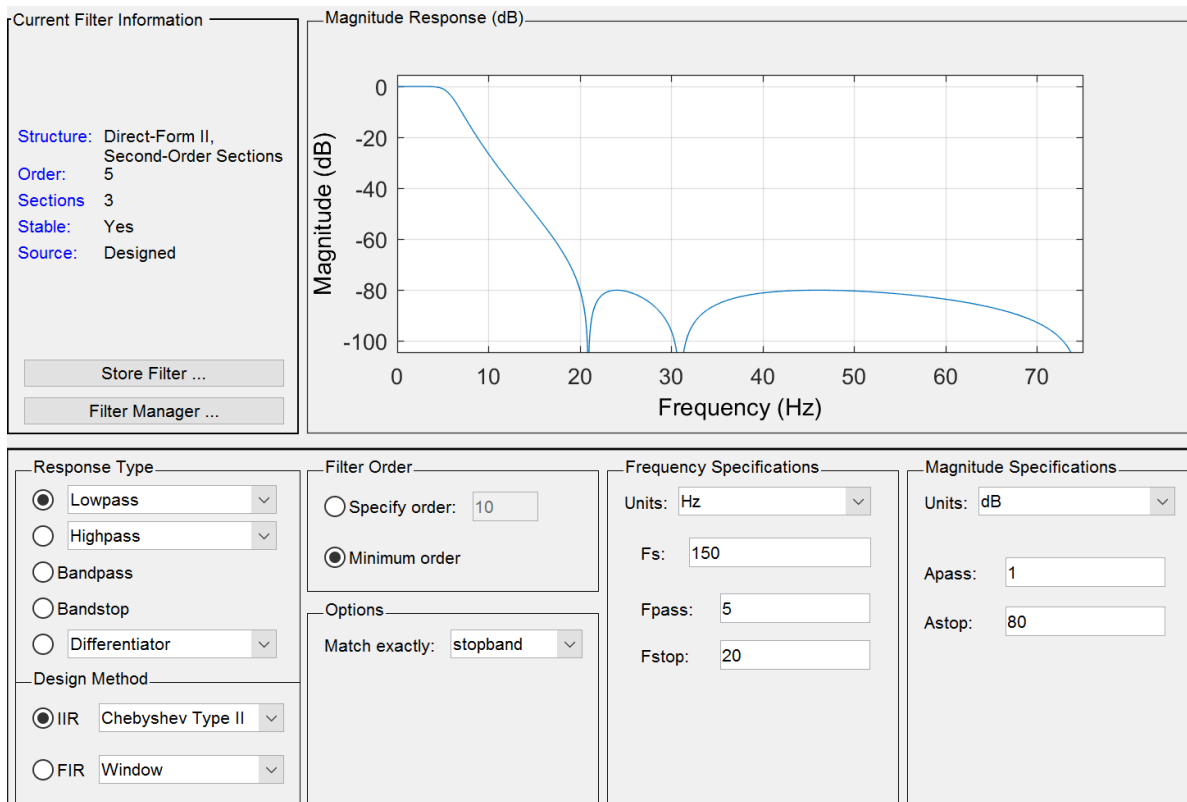 Current Filter Information
Structure: Direct-Form II,
Second-Order Sections
Order: 5
Sections 3
Stable: Yes
Source: Designed
Store Filter ...
Filter Manager ...
Magnitude Response (dB)
Magnitude (dB)
0
-20
-40
-60
-80
-100
0 10 20 30 40 50 60 70
Frequency (Hz)
Response Type
Lowpass
Highpass
Bandpass
Bandstop
Differentiator
Design Method
IIR Chebyshev Type II
FIR Window
Filter Order
Specify order: 10
Minimum order
Options
Match exactly: stopband
Frequency Specifications
Units: Hz
Fs: 150
Fpass: 5
Fstop: 20
Magnitude Specifications
Units: dB
Apass: 1
Astop: 80